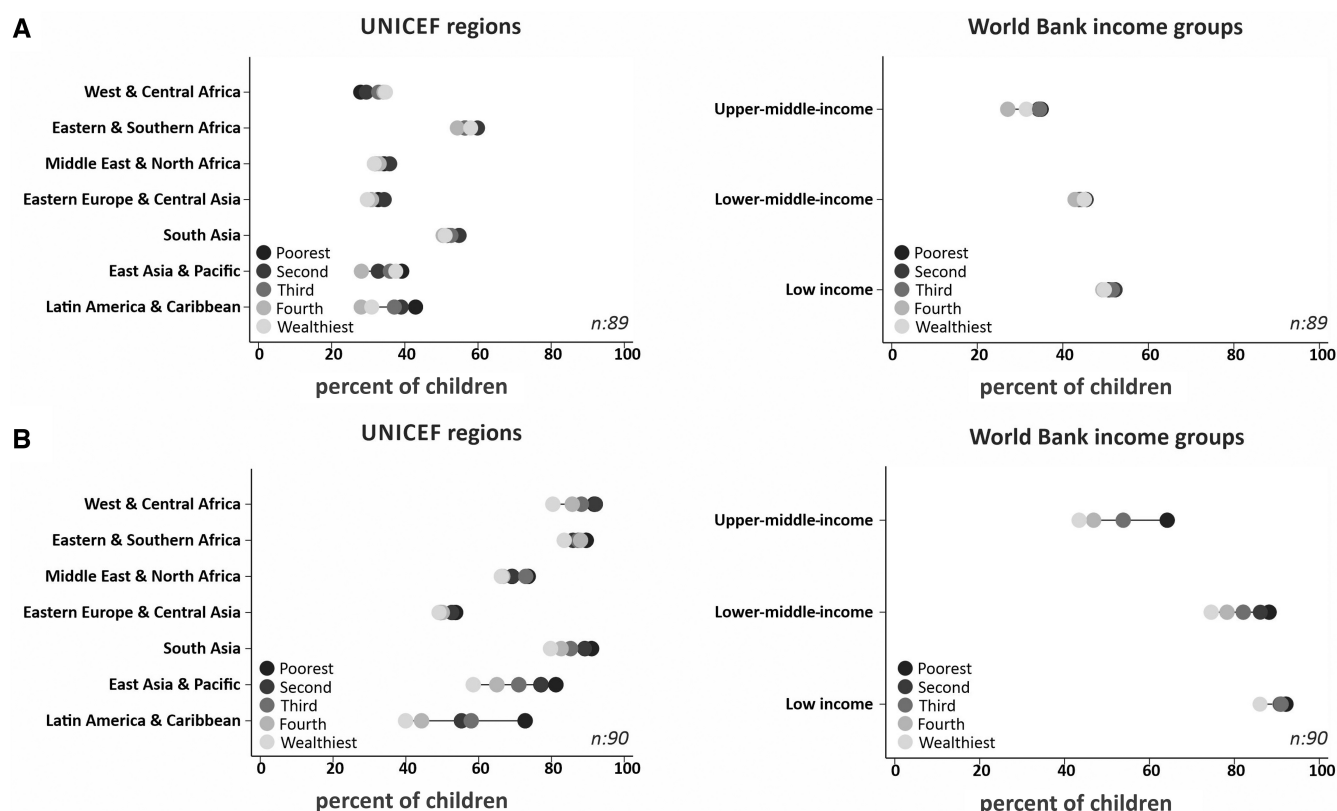 A
UNICEF regions
West & Central Africa
Eastern & Southern Africa
Middle East & North Africa
Eastern Europe & Central Asia
South Asia
East Asia & Pacific
Latin America & Caribbean
Poorest
Second
Third
Fourth
Wealthiest
n:89
0 20 40 60 80 100
percent of children
World Bank income groups
Upper-middle-income
Lower-middle-income
Low income
Poorest
Second
Third
Fourth
Wealthiest
n:89
0 20 40 60 80 100
percent of children
B
UNICEF regions
West & Central Africa
Eastern & Southern Africa
Middle East & North Africa
Eastern Europe & Central Asia
South Asia
East Asia & Pacific
Latin America & Caribbean
Poorest
Second
Third
Fourth
Wealthiest
n:90
0 20 40 60 80 100
percent of children
World Bank income groups
Upper-middle-income
Lower-middle-income
Low income
Poorest
Second
Third
Fourth
Wealthiest
n:90
0 20 40 60 80 100
percent of children